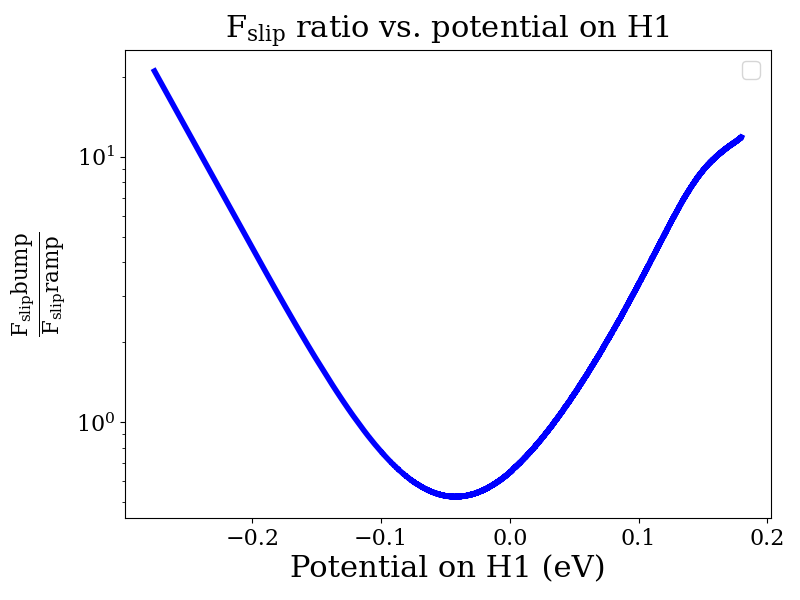 F_slip ratio vs. potential on H1
F_slip bump
F_slip ramp
10^1
10^0
−0.2 −0.1 0.0 0.1 0.2
Potential on H1 (eV)